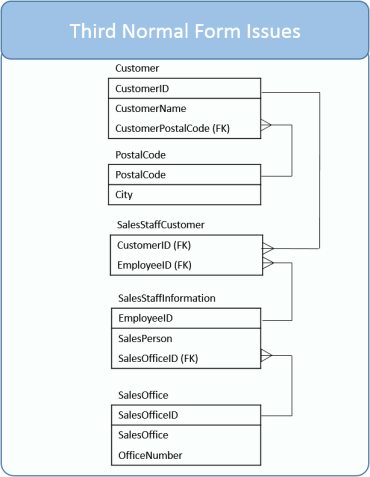 Third Normal Form Issues
Customer
CustomerID
CustomerName
CustomerPostalCode (FK)
PostalCode
PostalCode
City
SalesStaffCustomer
CustomerID (FK)
EmployeeID (FK)
SalesStaffInformation
EmployeeID
SalesPerson
SalesOfficeID (FK)
SalesOffice
SalesOfficeID
SalesOffice
OfficeNumber